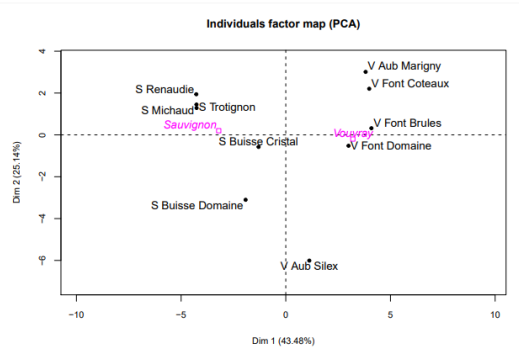 Individuals factor map (PCA)
V Aub Marigny
V Font Coteaux
S Renaudie
S Trotignon
S Michaud
Sauvignon
V Font Brules
Vouvray
S Buisse Cristal
V Font Domaine
S Buisse Domaine
V Aub Silex
4
2
0
−2
−4
−6
Dim 2 (25.14%)
−10
−5
0
5
10
Dim 1 (43.48%)